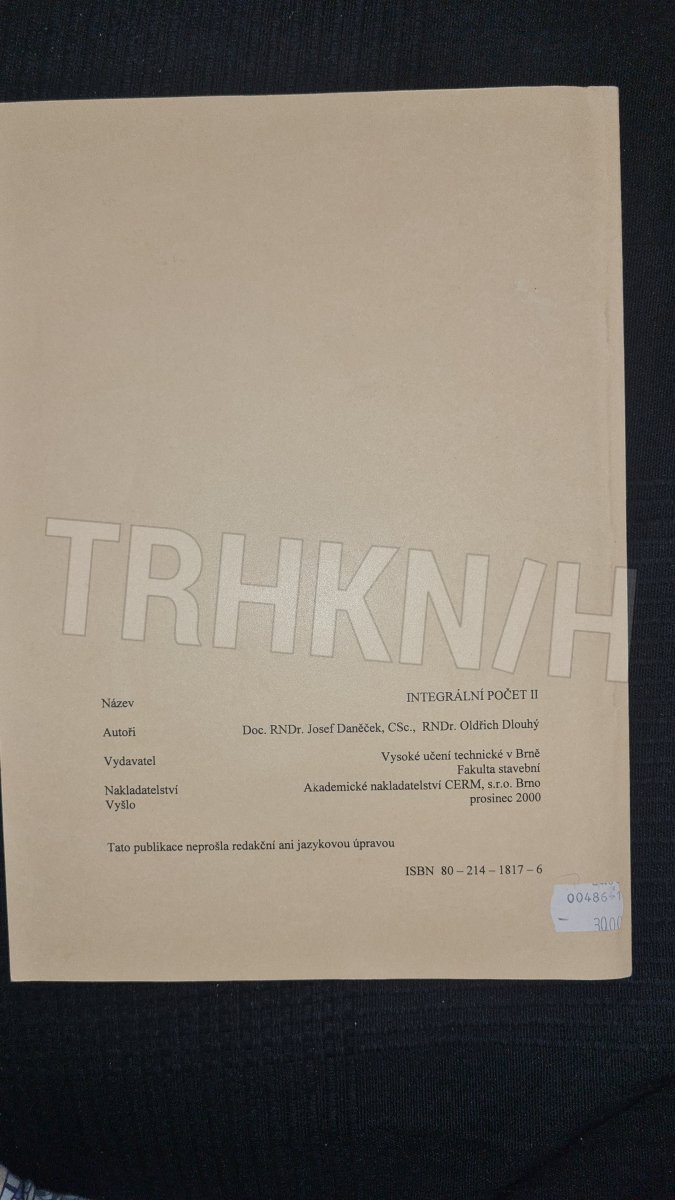 TRHKNIH
Název INTEGRÁLNÍ POČET II
Autoři Doc. RNDr. Josef Daněček, CSc., RNDr. Oldřich Dlouhý
Vydavatel Vysoké učení technické v Brně
Fakulta stavební
Nakladatelství Akademické nakladatelství CERM, s.r.o. Brno
Vyšlo prosinec 2000
Tato publikace neprošla redakční ani jazykovou úpravou
ISBN 80 – 214 – 1817 – 6